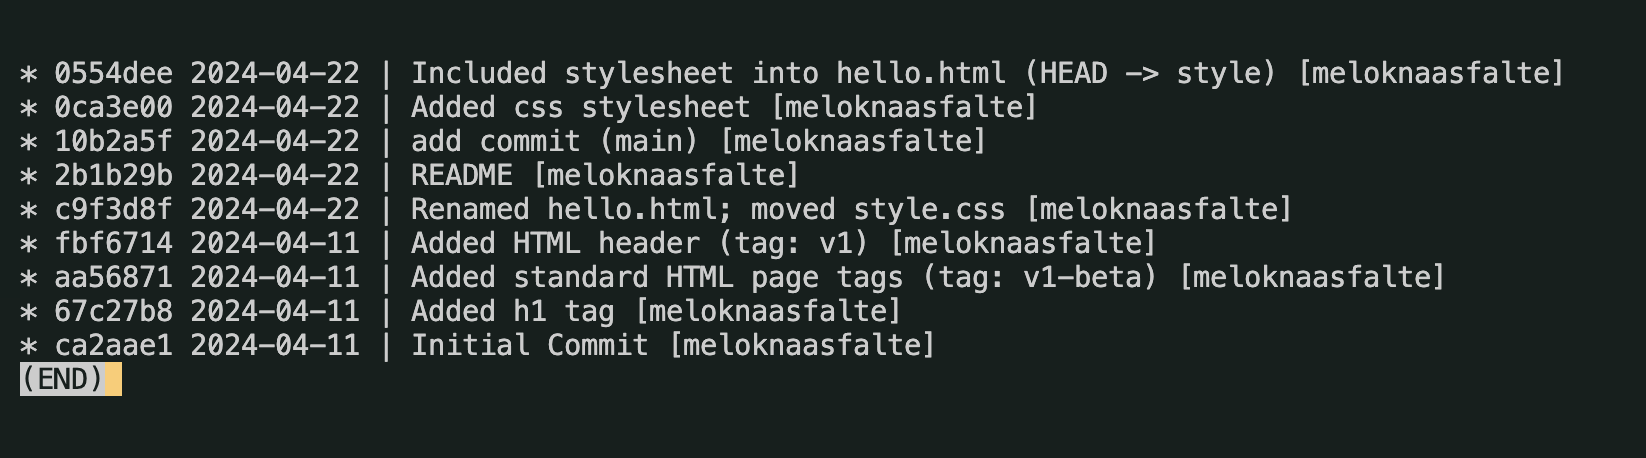 * 0554dee 2024-04-22 | Included stylesheet into hello.html (HEAD -> style) [meloknaasfalte]
* 0ca3e00 2024-04-22 | Added css stylesheet [meloknaasfalte]
* 10b2a5f 2024-04-22 | add commit (main) [meloknaasfalte]
* 2b1b29b 2024-04-22 | README [meloknaasfalte]
* c9f3d8f 2024-04-22 | Renamed hello.html; moved style.css [meloknaasfalte]
* fbf6714 2024-04-11 | Added HTML header (tag: v1) [meloknaasfalte]
* aa56871 2024-04-11 | Added standard HTML page tags (tag: v1-beta) [meloknaasfalte]
* 67c27b8 2024-04-11 | Added h1 tag [meloknaasfalte]
* ca2aae1 2024-04-11 | Initial Commit [meloknaasfalte]
(END)